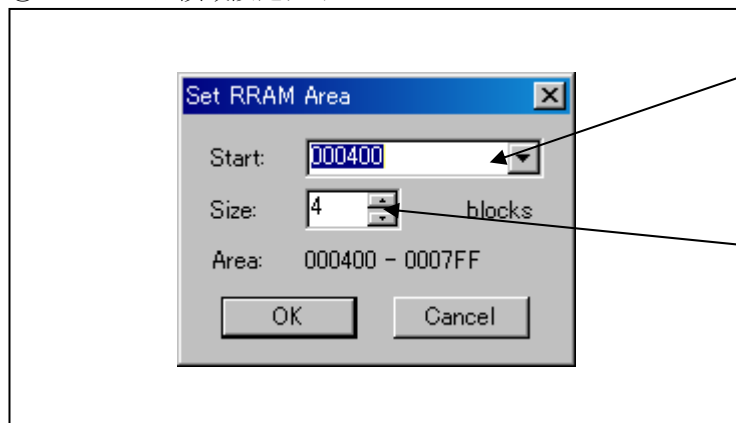 Set RRAM Area
Start: 000400
Size: 4 blocks
Area: 000400 - 0007FF
OK Cancel